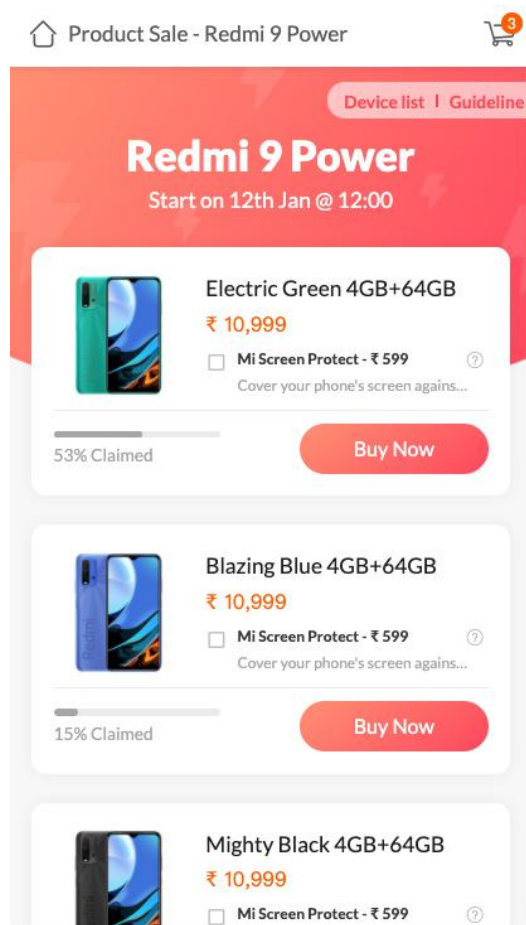 Product Sale - Redmi 9 Power
3
Device list | Guideline
Redmi 9 Power
Start on 12th Jan @ 12:00
Electric Green 4GB+64GB
₹ 10,999
Mi Screen Protect - ₹ 599
?
Cover your phone's screen agains...
53% Claimed
Buy Now
Blazing Blue 4GB+64GB
₹ 10,999
Mi Screen Protect - ₹ 599
?
Cover your phone's screen agains...
Redmi
15% Claimed
Buy Now
Mighty Black 4GB+64GB
₹ 10,999
Mi Screen Protect - ₹ 599
?